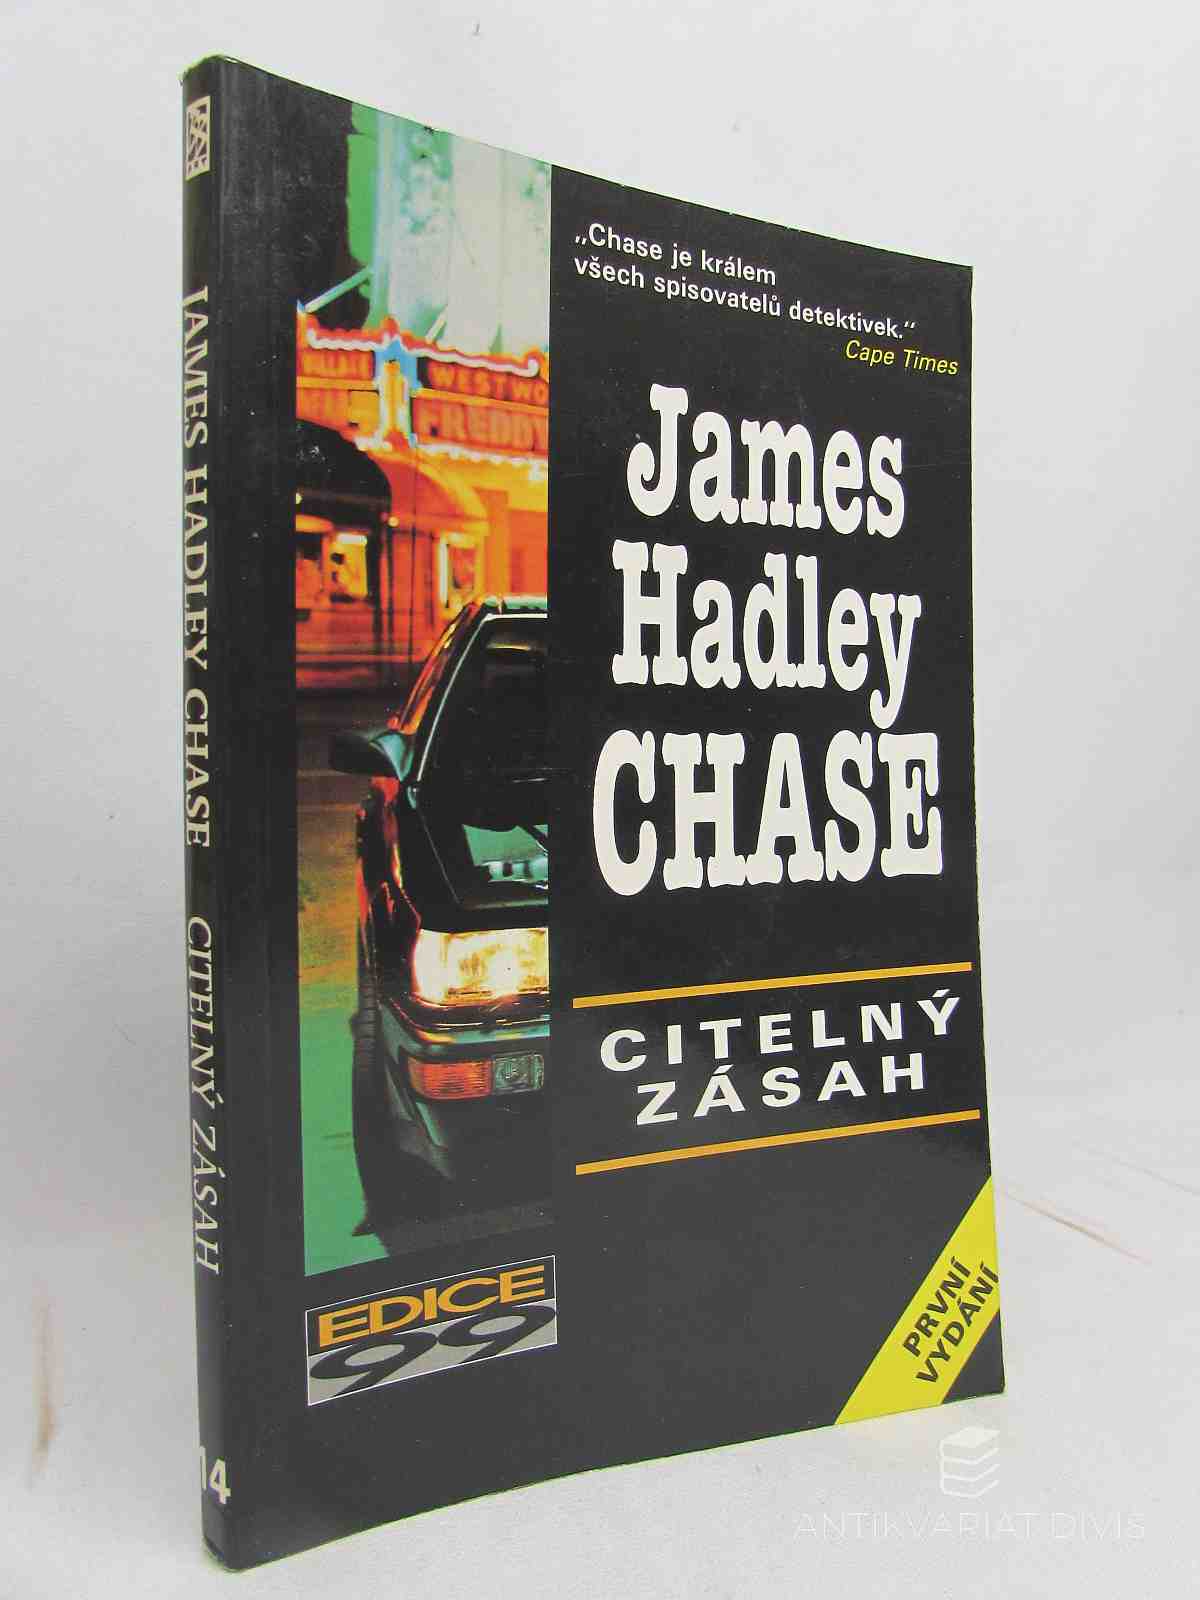 JAMES HADLEY CHASE CITELNÝ ZÁSAH
14
„Chase je králem
všech spisovatelů detektivek.“
Cape Times
James
Hadley
CHASE
CITELNÝ
ZÁSAH
WESTWO
FREDDY
EDICE
99
PRVNÍ
VYDÁNÍ
ANTIKVARIAT DIVIS